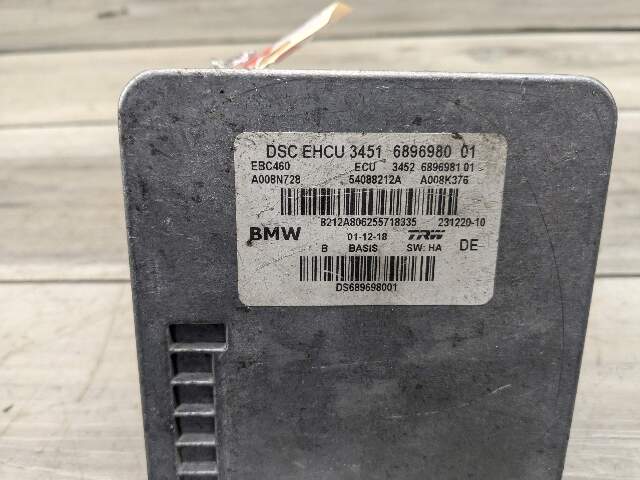 DSC EHCU 3451 6896980 01
EBC460 ECU 3452 6896981 01
A008N728 54088212A A008K376
B212A806255718335 231220-10
BMW 01-12-18 TRW DE
B BASIS SW: HA
DS689698001